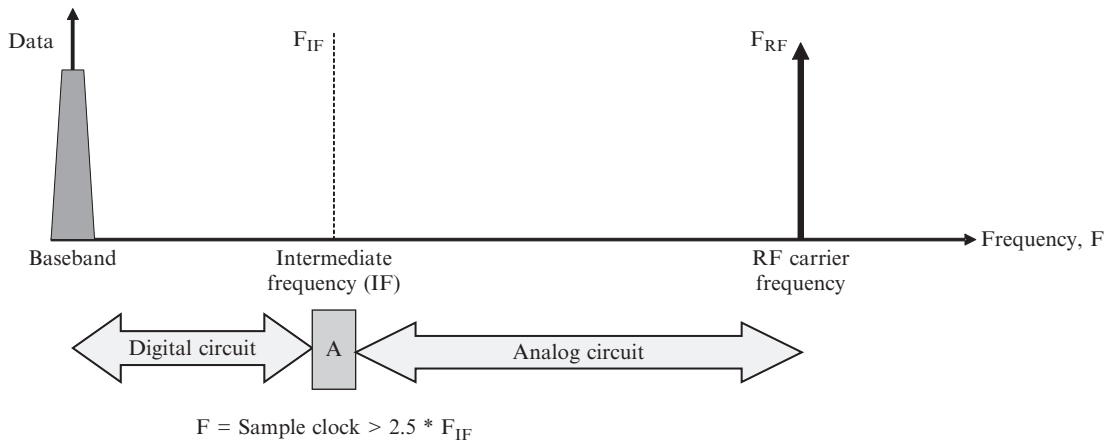 Data
F_IF
F_RF
Frequency, F
Baseband
Intermediate
frequency (IF)
RF carrier
frequency
Digital circuit
A
Analog circuit
F = Sample clock > 2.5 * F_IF